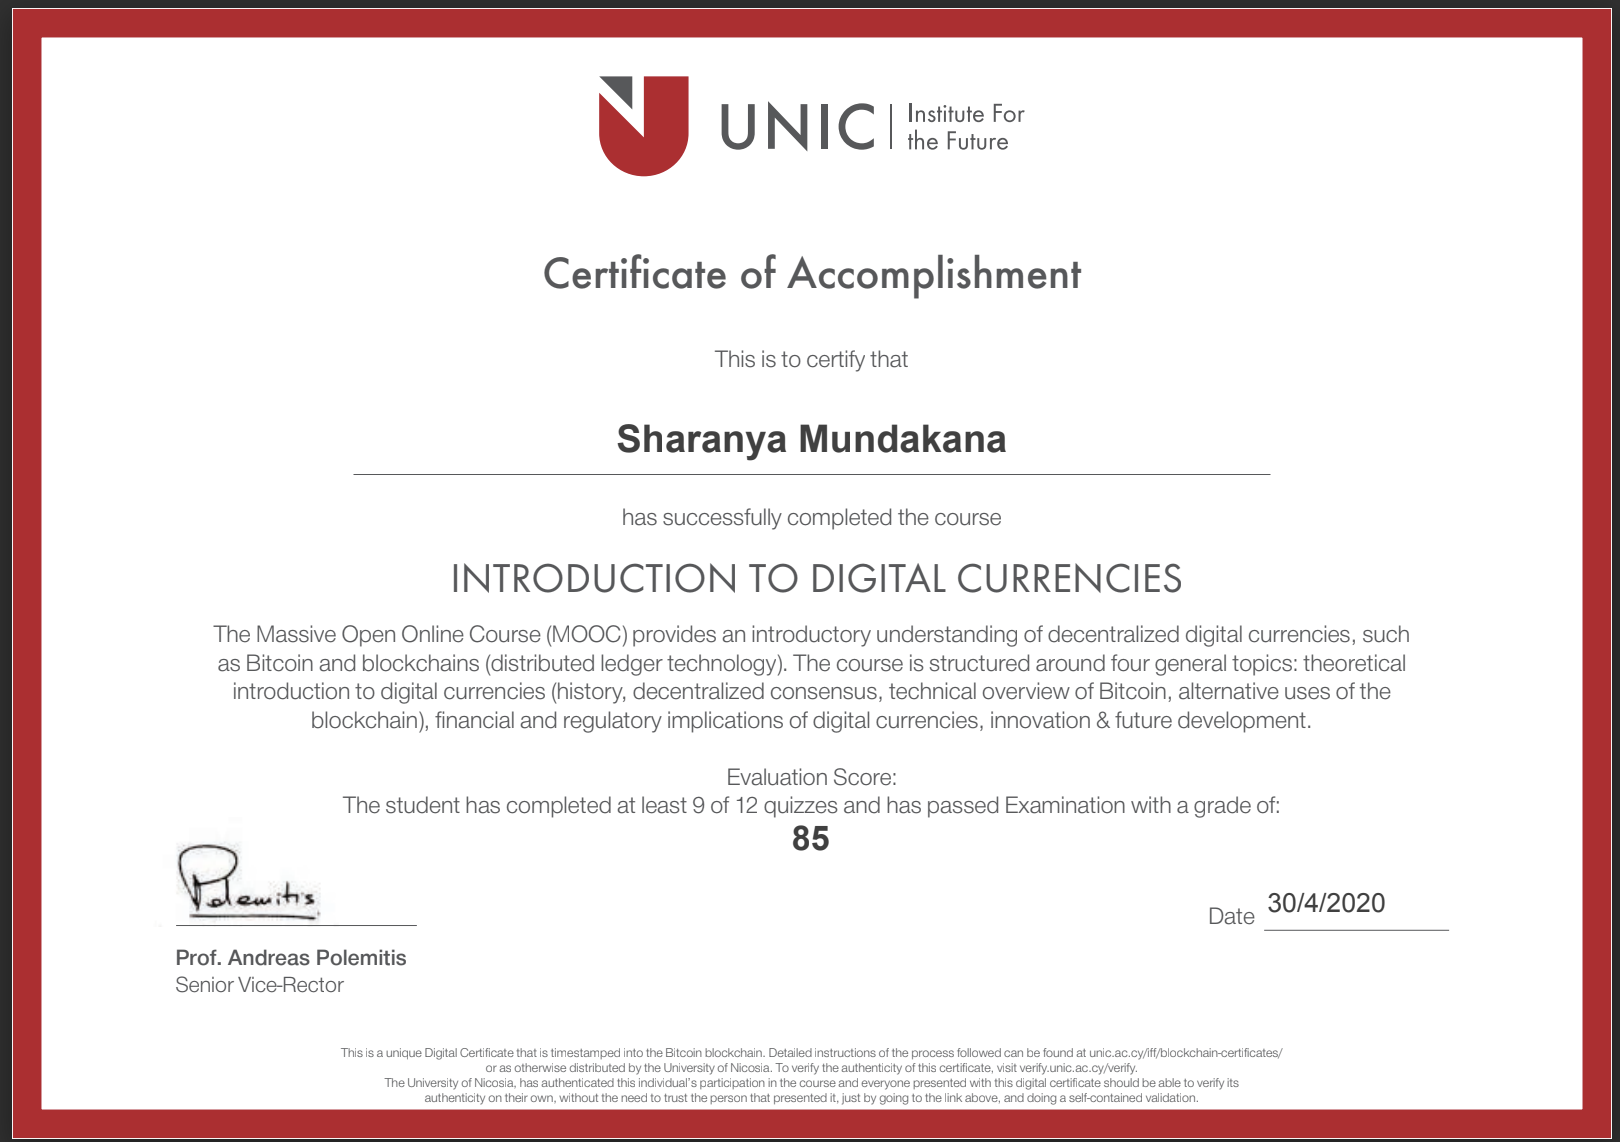 UNIC
Institute For
the Future
Certificate of Accomplishment
This is to certify that
Sharanya Mundakana
has successfully completed the course
INTRODUCTION TO DIGITAL CURRENCIES
The Massive Open Online Course (MOOC) provides an introductory understanding of decentralized digital currencies, such
as Bitcoin and blockchains (distributed ledger technology). The course is structured around four general topics: theoretical
introduction to digital currencies (history, decentralized consensus, technical overview of Bitcoin, alternative uses of the
blockchain), financial and regulatory implications of digital currencies, innovation & future development.
Evaluation Score:
The student has completed at least 9 of 12 quizzes and has passed Examination with a grade of:
85
Polemitis
Date 30/4/2020
Prof. Andreas Polemitis
Senior Vice-Rector
This is a unique Digital Certificate that is timestamped into the Bitcoin blockchain. Detailed instructions of the process followed can be found at unic.ac.cy/iff/blockchain-certificates/
or as otherwise distributed by the University of Nicosia. To verify the authenticity of this certificate, visit verify.unic.ac.cy/verify.
The University of Nicosia, has authenticated this individual's participation in the course and everyone presented with this digital certificate should be able to verify its
authenticity on their own, without the need to trust the person that presented it, just by going to the link above, and doing a self-contained validation.